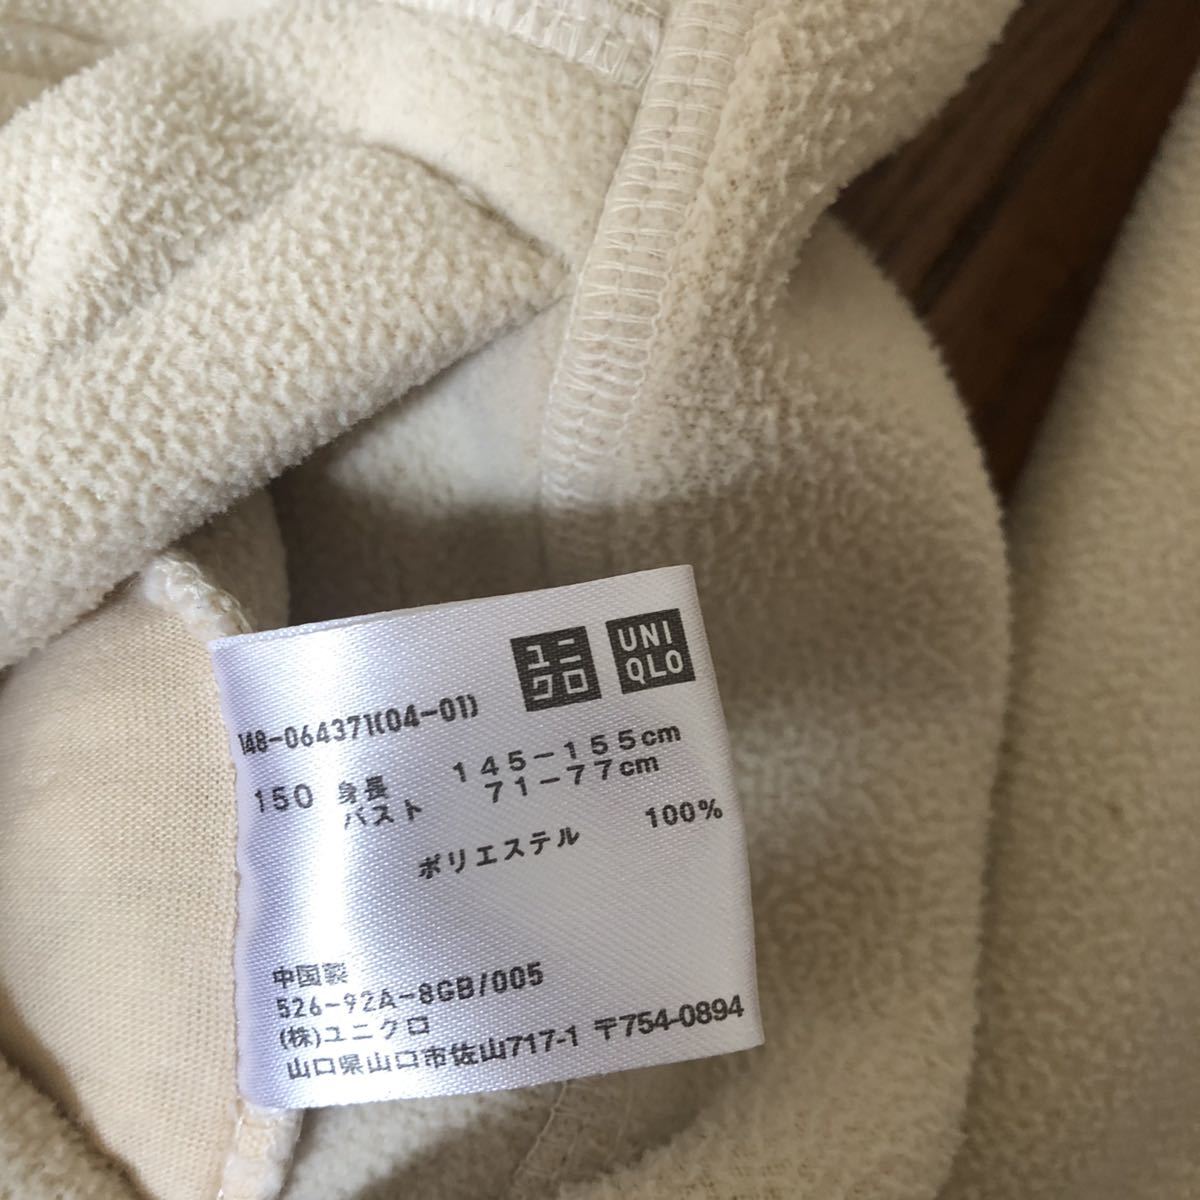 ユニ
クロ
UNI
QLO
148-064371(04-01)
150 身長 145-155cm
バスト 71-77cm
ポリエステル 100%
中国製
526-92A-8GB/005
(株)ユニクロ
山口県山口市佐山717-1 〒754-0894